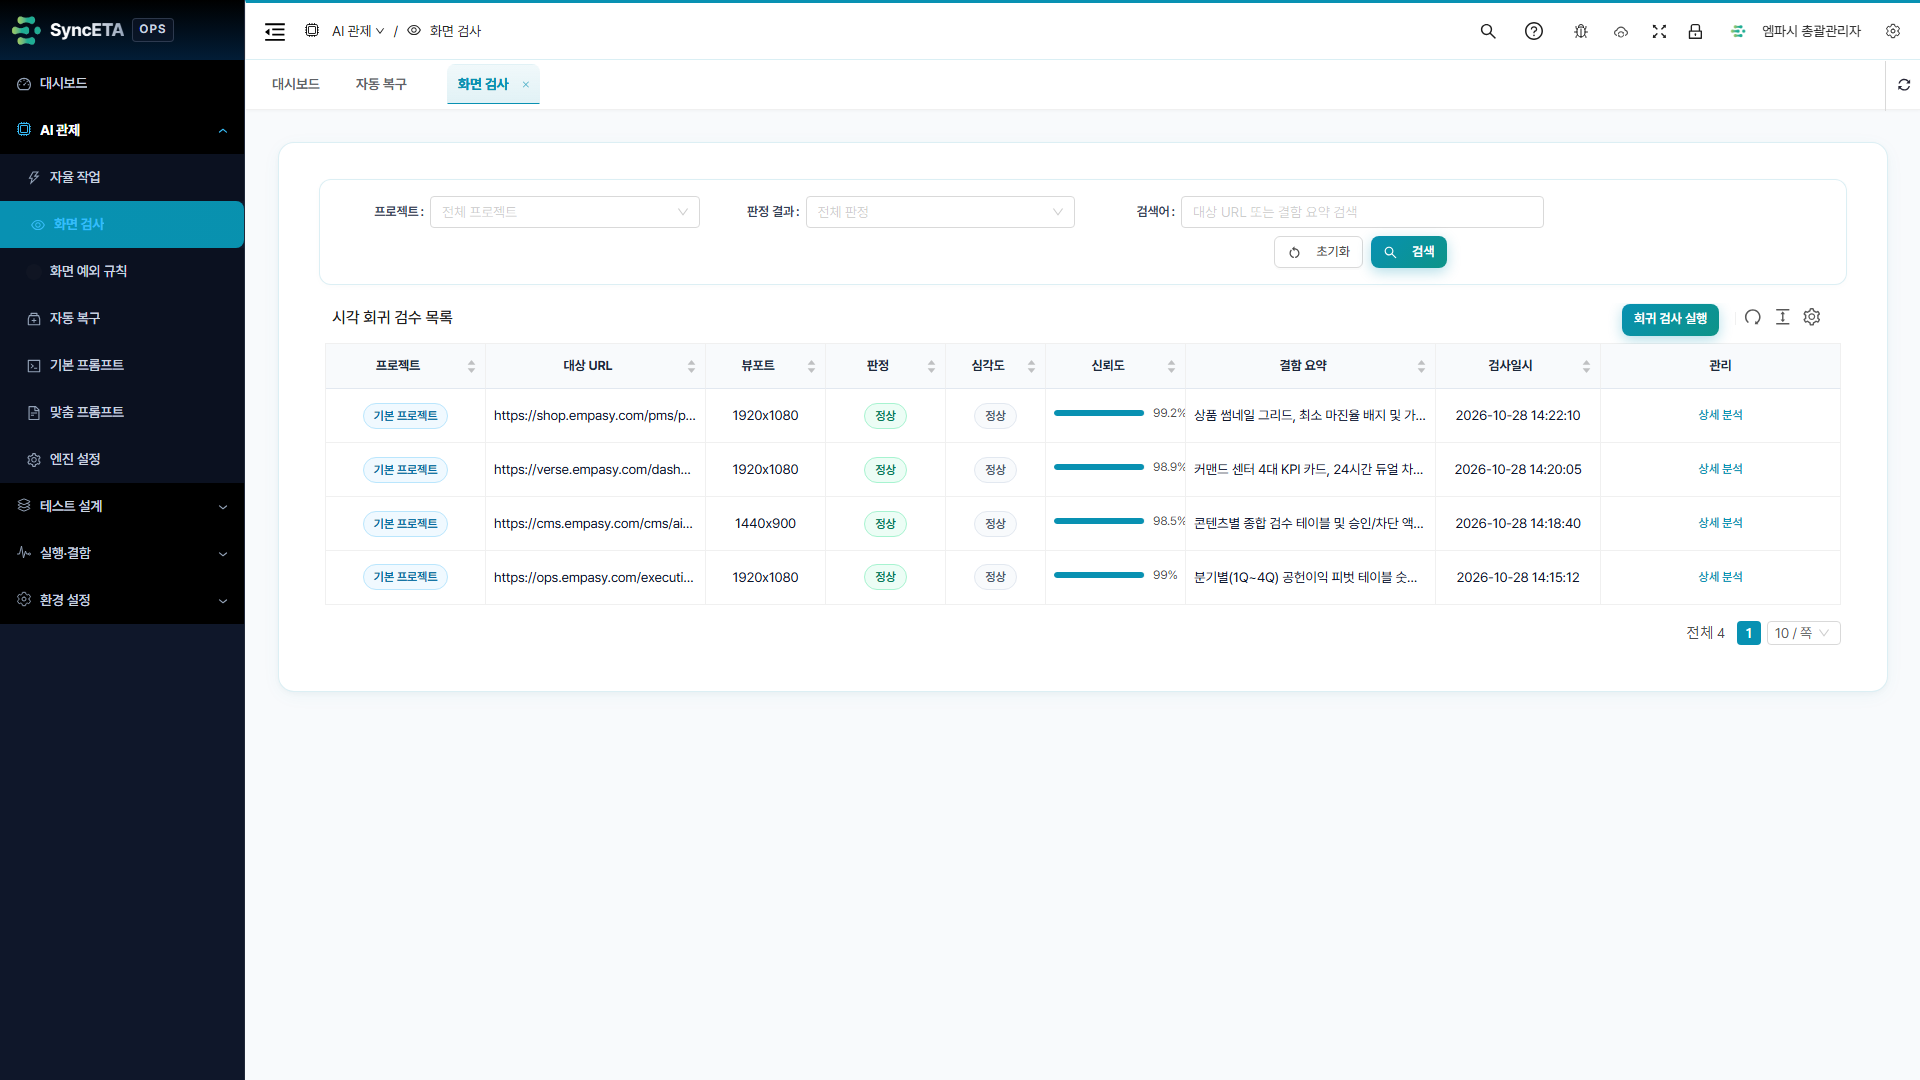 SyncETA OPS
AI 관제 / 화면 검사
엠파시 총괄관리자
대시보드
AI 관제
자율 작업
화면 검사
화면 예외 규칙
자동 복구
기본 프롬프트
맞춤 프롬프트
엔진 설정
테스트 설계
실행·결함
환경 설정
대시보드 자동 복구 화면 검사 ×
프로젝트: 전체 프로젝트 판정 결과: 전체 판정 검색어: 대상 URL 또는 결함 요약 검색
초기화 검색
시각 회귀 검수 목록 회귀 검사 실행
프로젝트 대상 URL 뷰포트 판정 심각도 신뢰도 결함 요약 검사일시 관리
기본 프로젝트 https://shop.empasy.com/pms/p... 1920x1080 정상 정상 99.2% 상품 썸네일 그리드, 최소 마진율 배지 및 가... 2026-10-28 14:22:10 상세 분석
기본 프로젝트 https://verse.empasy.com/dash... 1920x1080 정상 정상 98.9% 커맨드 센터 4대 KPI 카드, 24시간 듀얼 차... 2026-10-28 14:20:05 상세 분석
기본 프로젝트 https://cms.empasy.com/cms/ai... 1440x900 정상 정상 98.5% 콘텐츠별 종합 검수 테이블 및 승인/차단 액... 2026-10-28 14:18:40 상세 분석
기본 프로젝트 https://ops.empasy.com/executi... 1920x1080 정상 정상 99% 분기별(1Q~4Q) 공헌이익 피벗 테이블 숫... 2026-10-28 14:15:12 상세 분석
전체 4 1 10 / 쪽